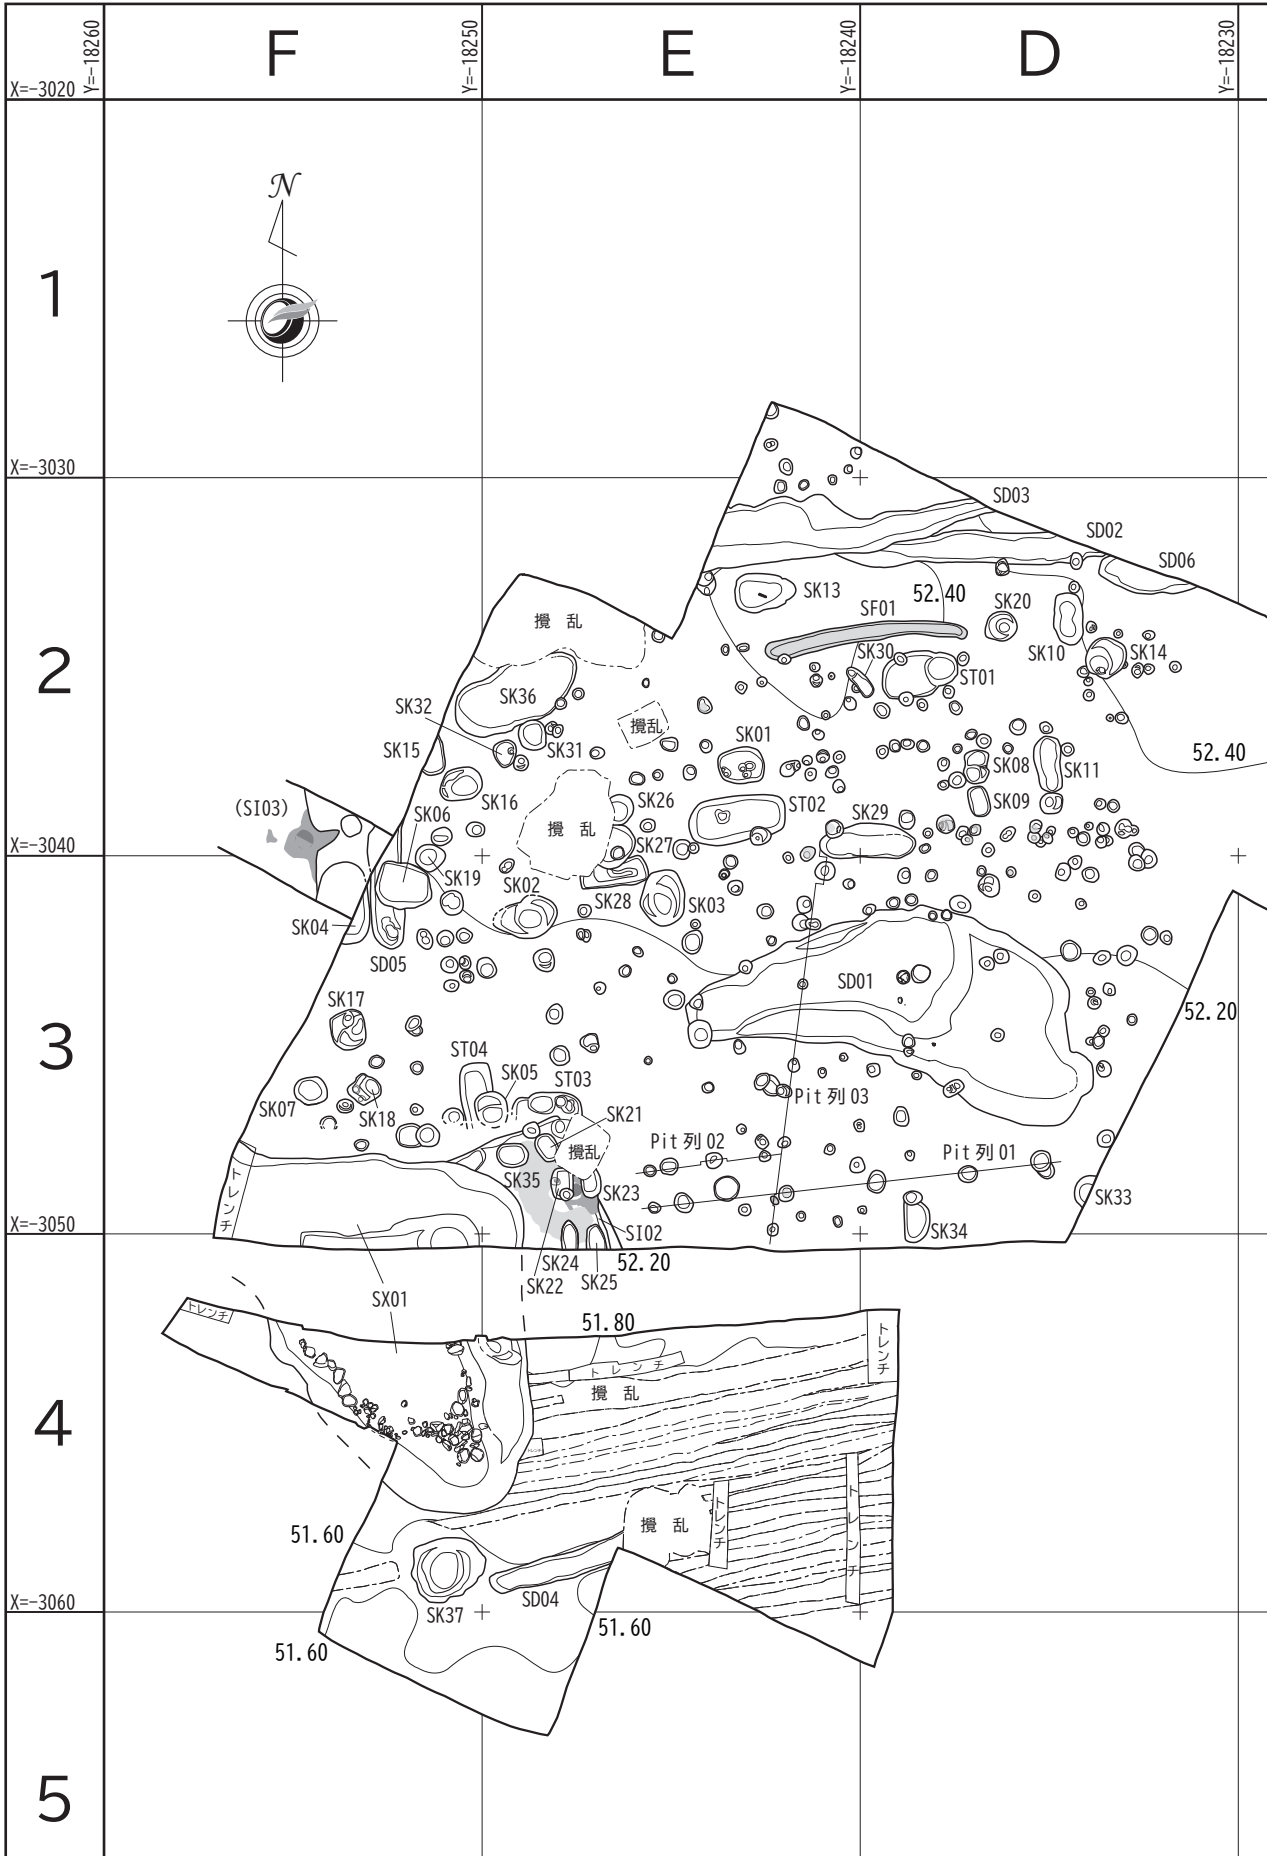 Y=-18260
F
Y=-18250
E
Y=-18240
D
Y=-18230
X=-3020
N
1
X=-3030
SD03
SD02
SD06
SK13
52.40
SF01
SK20
攪 乱
SK10
SK14
SK30
ST01
2
SK36
SK32
攪乱
SK31
SK01
SK15
52.40
SK08
SK11
SK16
SK26
ST02
SK09
(SI03)
SK06
攪 乱
SK29
SK27
X=-3040
SK19
SK02
SK28
SK03
SK04
SD05
SD01
SK17
52.20
3
ST04
SK05
ST03
Pit 列 03
SK07
SK18
SK21
Pit 列 02
攪乱
Pit 列 01
トレンチ
SK35
SK23
SK33
X=-3050
SI02
SK34
SK24
52.20
SK22
SK25
SX01
トレンチ
51.80
トレンチ
トレンチ
攪 乱
4
トレンチ
トレンチ
トレンチ
攪 乱
51.60
SD04
X=-3060
SK37
51.60
51.60
5